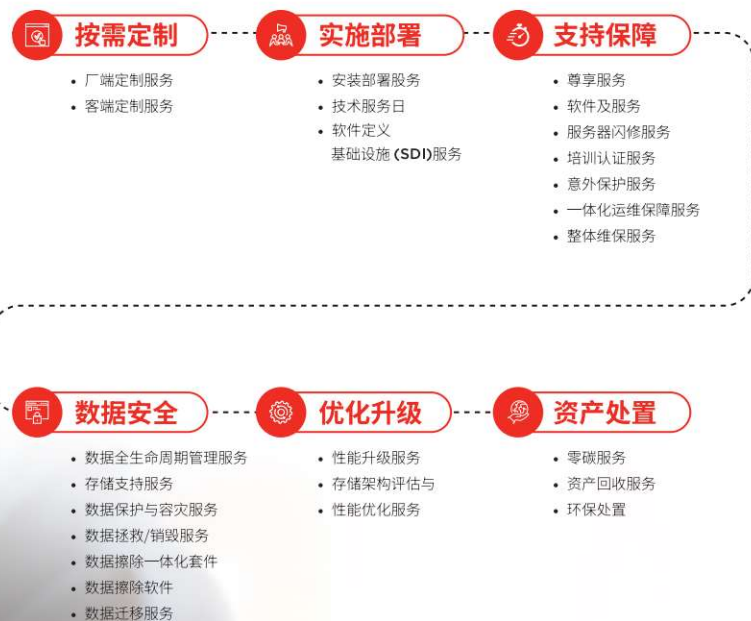 按需定制
• 厂端定制服务
• 客端定制服务
实施部署
• 安装部署股务
• 技术服务日
• 软件定义
基础设施 (SDI)服务
支持保障
• 尊享服务
• 软件及服务
• 服务器闪修服务
• 培训认证服务
• 意外保护服务
• 一体化运维保障服务
• 整体维保服务
数据安全
• 数据全生命周期管理服务
• 存储支持服务
• 数据保护与容灾服务
• 数据拯救/销毁服务
• 数据擦除一体化套件
• 数据擦除软件
• 数据迁移服务
优化升级
• 性能升级服务
• 存储架构评估与
• 性能优化服务
资产处置
• 零碳服务
• 资产回收服务
• 环保处置